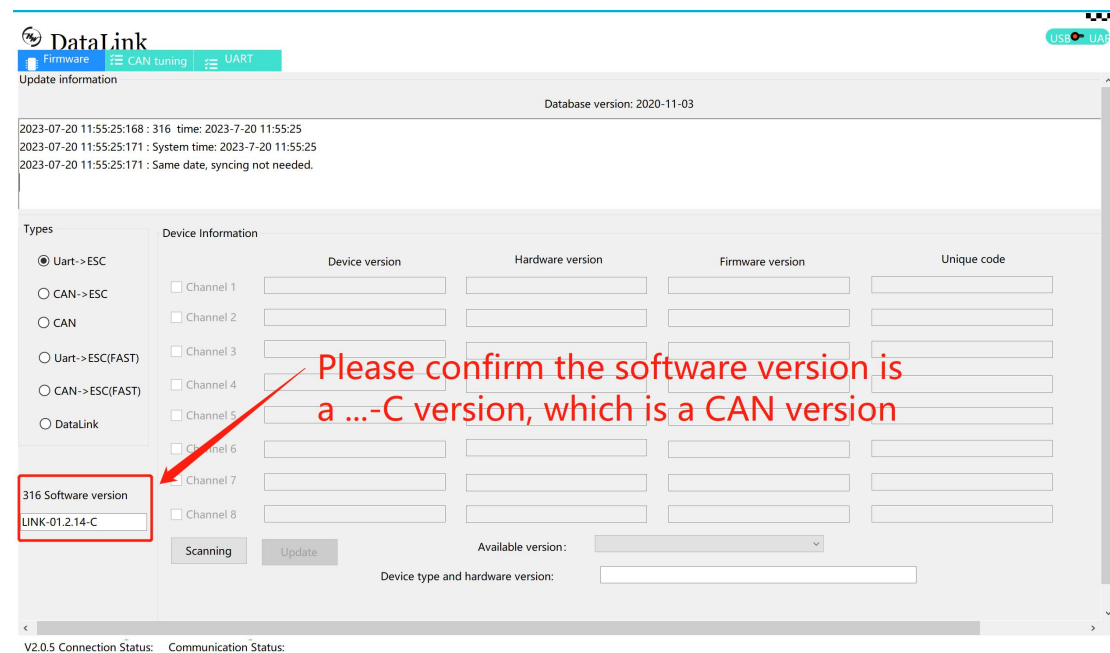 DataLink
USB UAR
Firmware CAN tuning UART
Update information
Database version: 2020-11-03
2023-07-20 11:55:25:168 : 316 time: 2023-7-20 11:55:25
2023-07-20 11:55:25:171 : System time: 2023-7-20 11:55:25
2023-07-20 11:55:25:171 : Same date, syncing not needed.
Types
Device Information
Device version Hardware version Firmware version Unique code
Uart->ESC
CAN->ESC
CAN
Uart->ESC(FAST)
CAN->ESC(FAST)
DataLink
Channel 1
Channel 2
Channel 3
Channel 4
Channel 5
Channel 6
Channel 7
Channel 8
Please confirm the software version is
a ...-C version, which is a CAN version
316 Software version
LINK-01.2.14-C
Scanning Update
Available version:
Device type and hardware version:
V2.0.5 Connection Status: Communication Status: